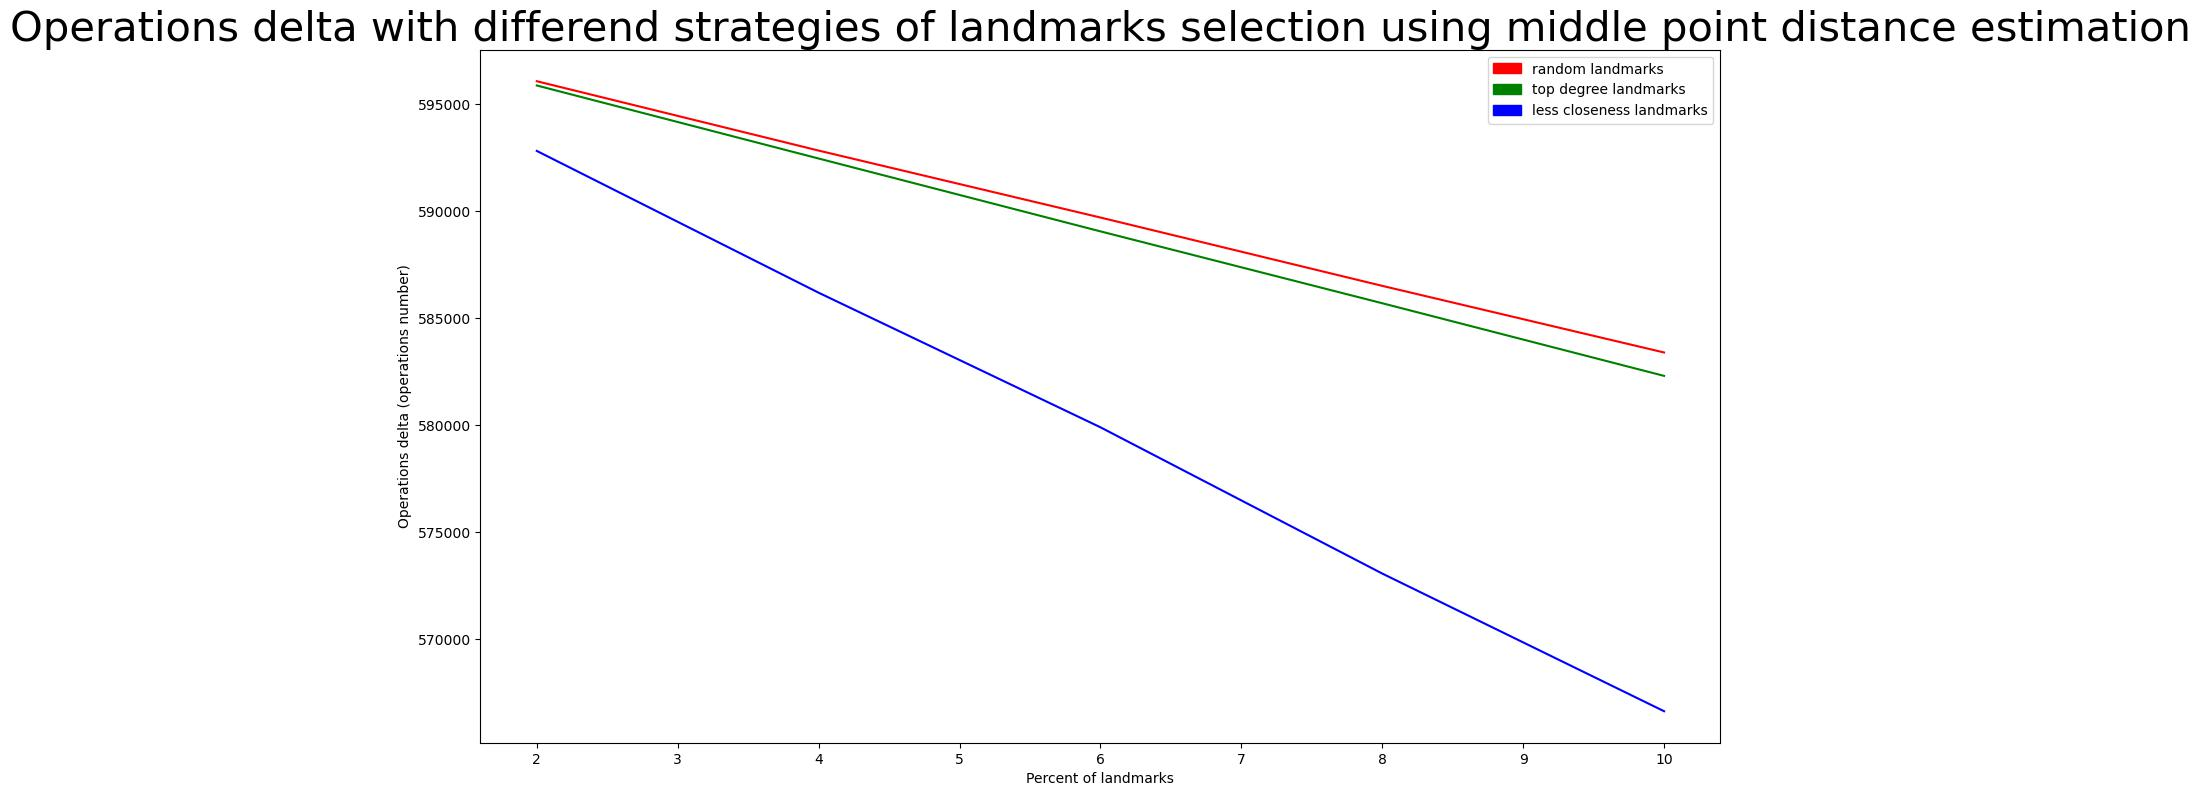 Operations delta with differend strategies of landmarks selection using middle point distance estimation
random landmarks
top degree landmarks
less closeness landmarks
Operations delta (operations number)
595000
590000
585000
580000
575000
570000
2 3 4 5 6 7 8 9 10
Percent of landmarks